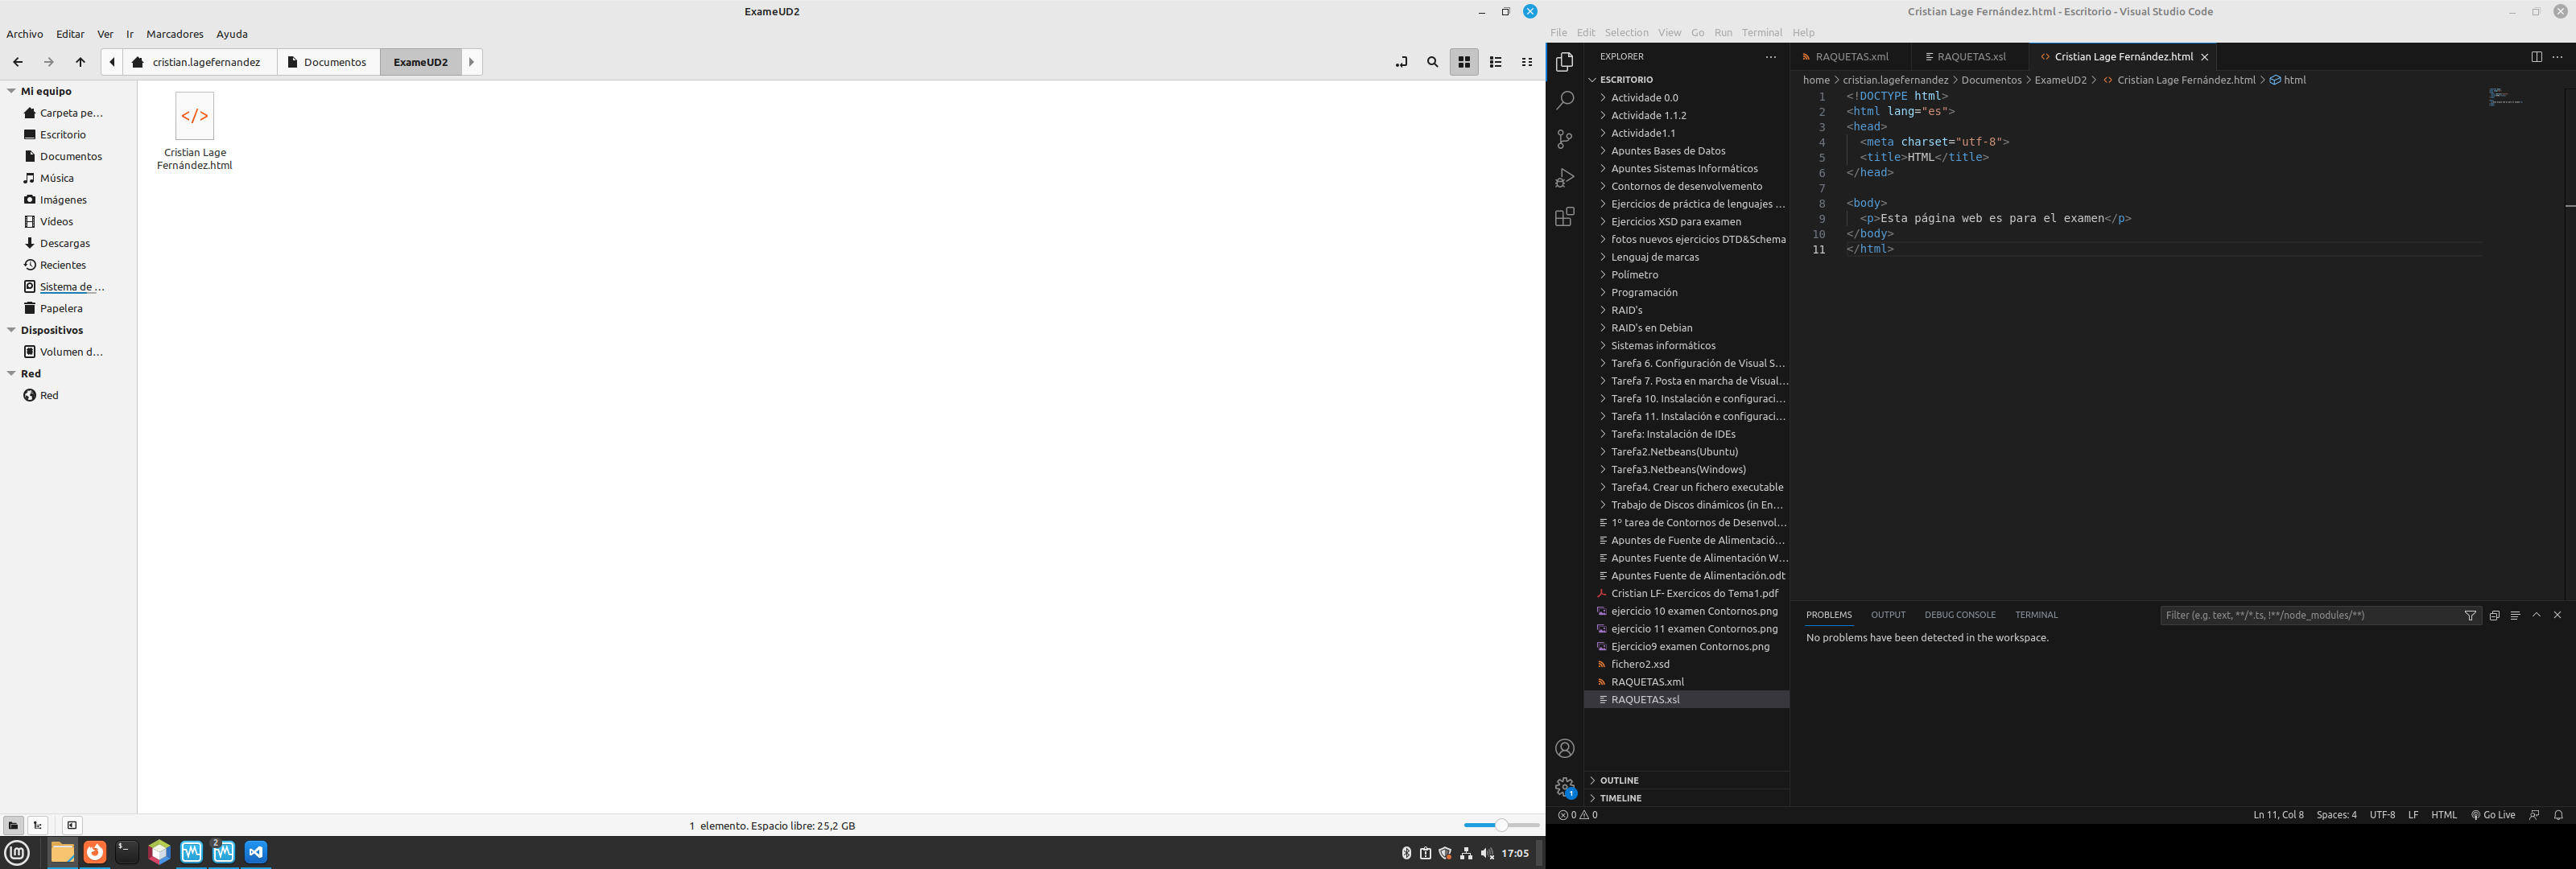 ExameUD2
Archivo Editar Ver Ir Marcadores Ayuda
cristian.lagefernandez Documentos ExameUD2
Mi equipo
Carpeta pe...
Escritorio
Documentos
Música
Imágenes
Vídeos
Descargas
Recientes
Sistema de ...
Papelera
Dispositivos
Volumen d...
Red
Red
</>
Cristian Lage
Fernández.html
1 elemento. Espacio libre: 25,2 GB
2
17:05
Cristian Lage Fernández.html - Escritorio - Visual Studio Code
File Edit Selection View Go Run Terminal Help
EXPLORER
ESCRITORIO
Actividade 0.0
Actividade 1.1.2
Actividade1.1
Apuntes Bases de Datos
Apuntes Sistemas Informáticos
Contornos de desenvolvemento
Ejercicios de práctica de lenguajes ...
Ejercicios XSD para examen
fotos nuevos ejercicios DTD&Schema
Lenguaj de marcas
Polímetro
Programación
RAID's
RAID's en Debian
Sistemas informáticos
Tarefa 6. Configuración de Visual S...
Tarefa 7. Posta en marcha de Visual...
Tarefa 10. Instalación e configuraci...
Tarefa 11. Instalación e configuraci...
Tarefa: Instalación de IDEs
Tarefa2.Netbeans(Ubuntu)
Tarefa3.Netbeans(Windows)
Tarefa4. Crear un fichero executable
Trabajo de Discos dinámicos (in En...
1º tarea de Contornos de Desenvol...
Apuntes de Fuente de Alimentació...
Apuntes Fuente de Alimentación W...
Apuntes Fuente de Alimentación.odt
Cristian LF- Exercicos do Tema1.pdf
ejercicio 10 examen Contornos.png
ejercicio 11 examen Contornos.png
Ejercicio9 examen Contornos.png
fichero2.xsd
RAQUETAS.xml
RAQUETAS.xsl
OUTLINE
TIMELINE
1
RAQUETAS.xml RAQUETAS.xsl Cristian Lage Fernández.html
home > cristian.lagefernandez > Documentos > ExameUD2 > Cristian Lage Fernández.html > html
1 <!DOCTYPE html>
2 <html lang="es">
3 <head>
4 <meta charset="utf-8">
5 <title>HTML</title>
6 </head>
7
8 <body>
9 <p>Esta página web es para el examen</p>
10 </body>
11 </html>
PROBLEMS OUTPUT DEBUG CONSOLE TERMINAL Filter (e.g. text, **/*.ts, !**/node_modules/**)
No problems have been detected in the workspace.
0 0 Ln 11, Col 8 Spaces: 4 UTF-8 LF HTML Go Live